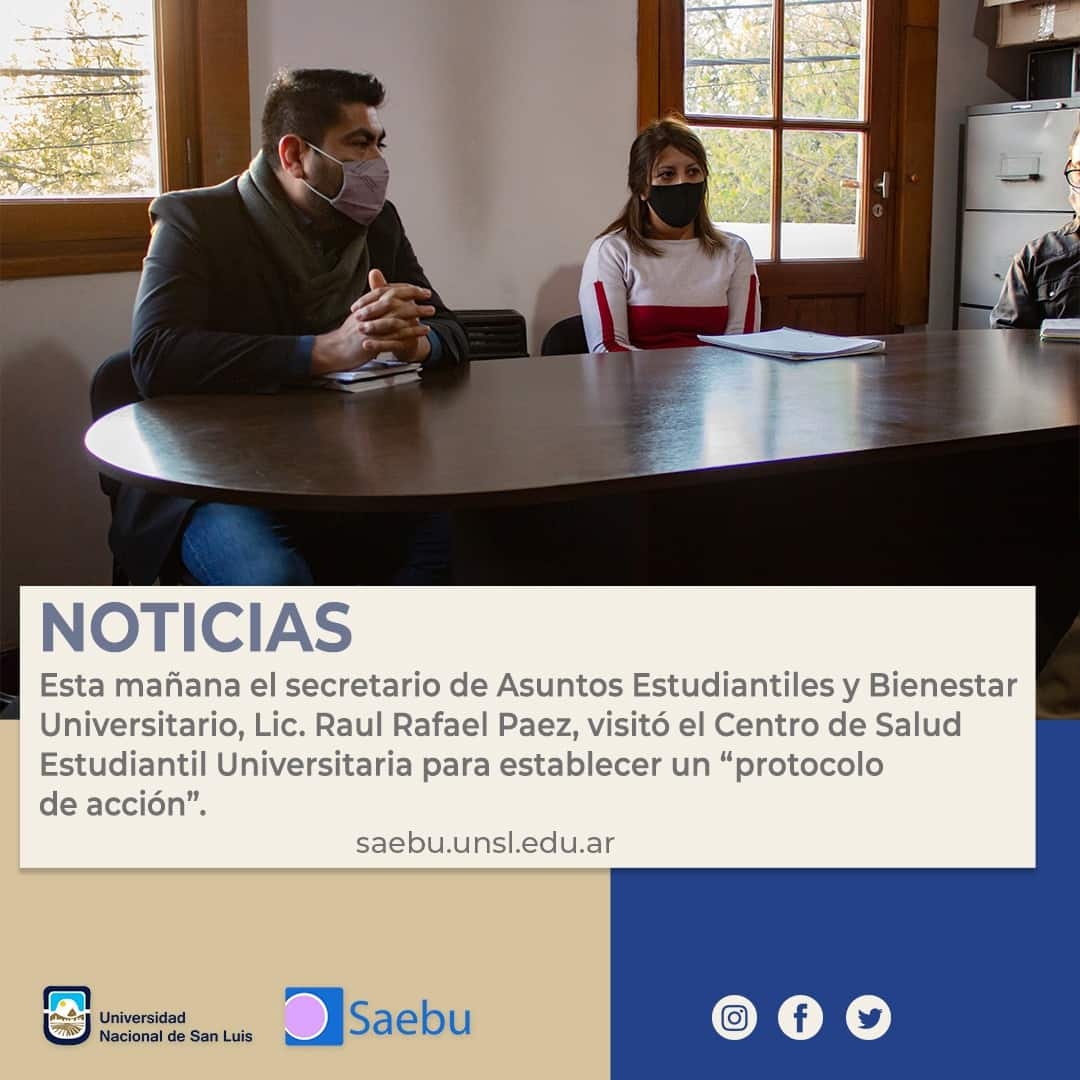 NOTICIAS
Esta mañana el secretario de Asuntos Estudiantiles y Bienestar
Universitario, Lic. Raul Rafael Paez, visitó el Centro de Salud
Estudiantil Universitaria para establecer un “protocolo
de acción”.
saebu.unsl.edu.ar
Universidad
Nacional de San Luis
Saebu